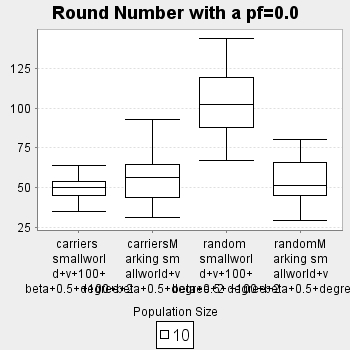 Round Number with a pf=0.0
125
100
75
50
25
carriers smallworl d+v+100+
carriersM arking sm allworld+v
random smallworl d+v+100+
randomM arking sm allworld+v
Population Size
10